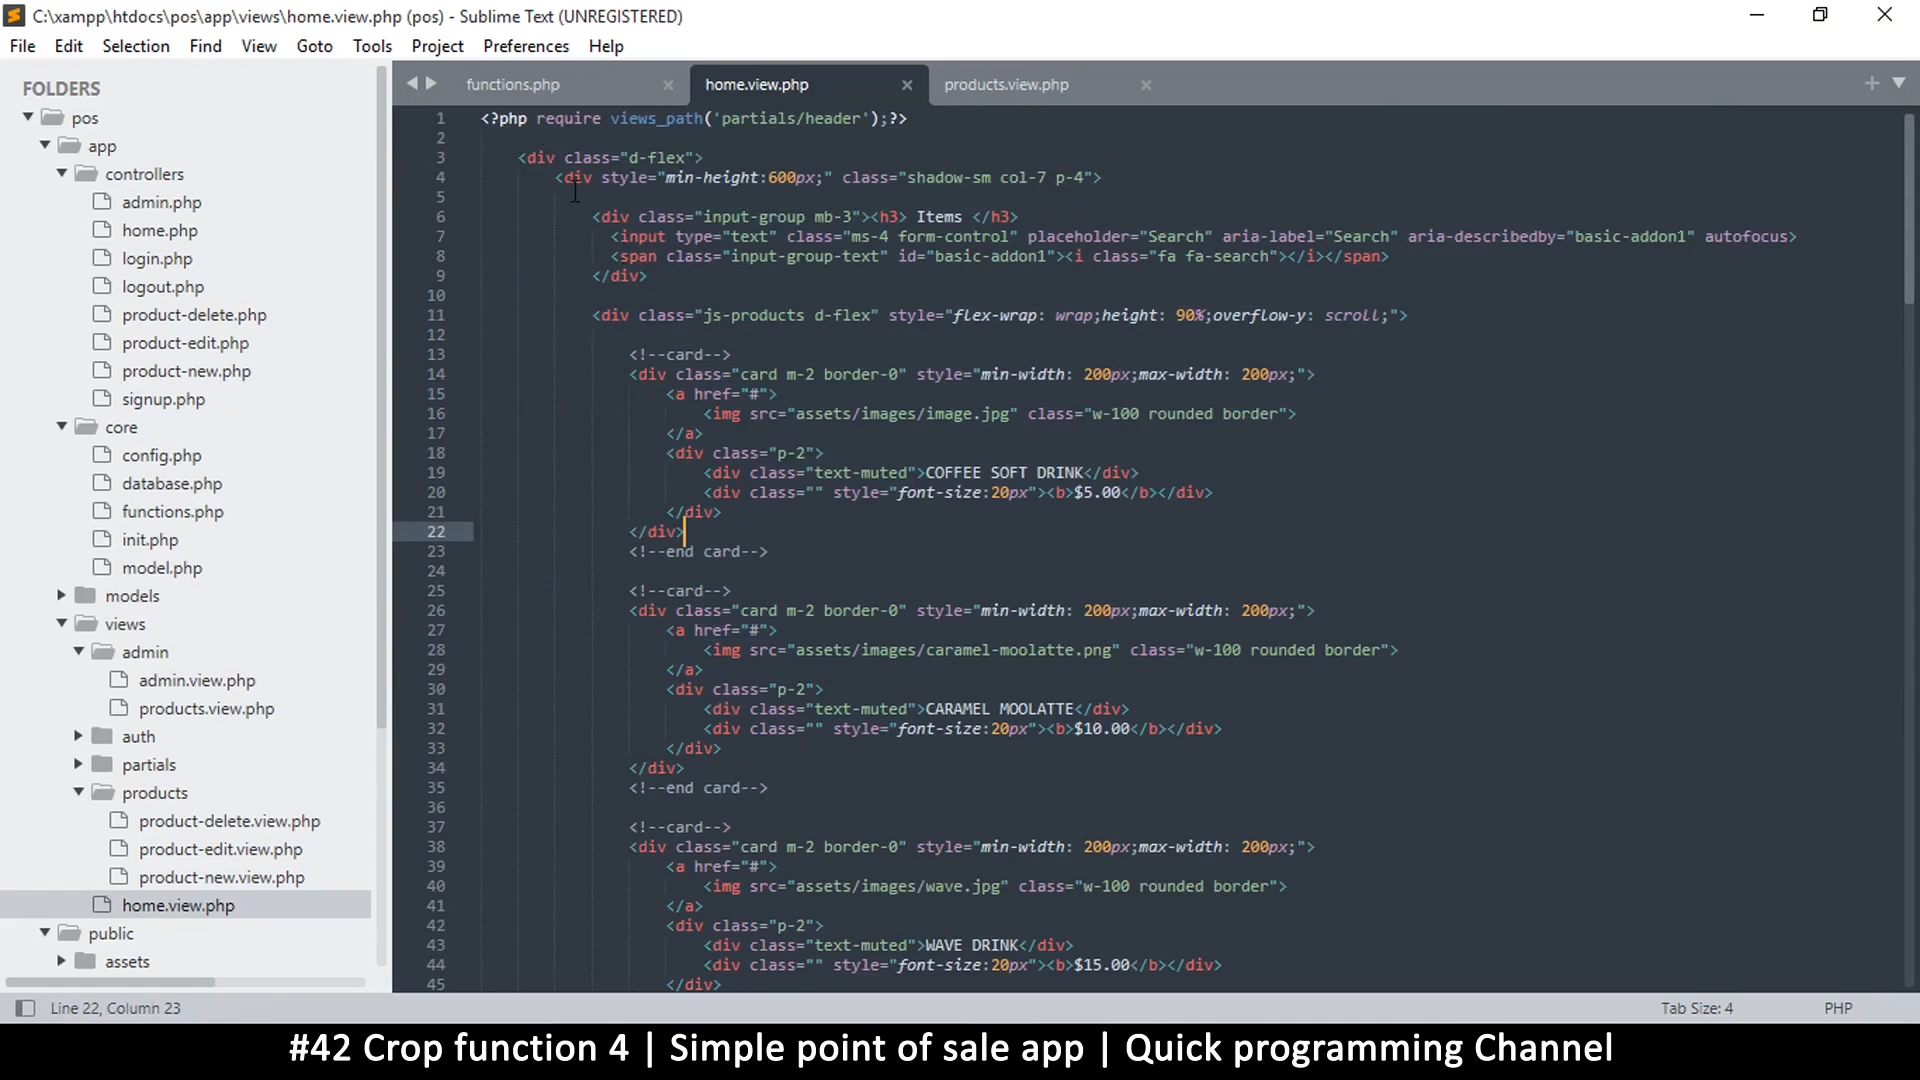 C:\xampp\htdocs\pos\app\views\home.view.php (pos) - Sublime Text (UNREGISTERED)
File Edit Selection Find View Goto Tools Project Preferences Help
FOLDERS
pos
app
controllers
admin.php
home.php
login.php
logout.php
product-delete.php
product-edit.php
product-new.php
signup.php
core
config.php
database.php
functions.php
init.php
model.php
models
views
admin
admin.view.php
products.view.php
auth
partials
products
product-delete.view.php
product-edit.view.php
product-new.view.php
home.view.php
public
assets
functions.php home.view.php products.view.php
1 <?php require views_path('partials/header');?>
2
3 <div class="d-flex">
4 <div style="min-height:600px;" class="shadow-sm col-7 p-4">
5
6 <div class="input-group mb-3"><h3> Items </h3>
7 <input type="text" class="ms-4 form-control" placeholder="Search" aria-label="Search" aria-describedby="basic-addon1" autofocus>
8 <span class="input-group-text" id="basic-addon1"><i class="fa fa-search"></i></span>
9 </div>
10
11 <div class="js-products d-flex" style="flex-wrap: wrap;height: 90%;overflow-y: scroll;">
12
13 <!--card-->
14 <div class="card m-2 border-0" style="min-width: 200px;max-width: 200px;">
15 <a href="#">
16 <img src="assets/images/image.jpg" class="w-100 rounded border">
17 </a>
18 <div class="p-2">
19 <div class="text-muted">COFFEE SOFT DRINK</div>
20 <div class="" style="font-size:20px"><b>$5.00</b></div>
21 </div>
22 </div>
23 <!--end card-->
24
25 <!--card-->
26 <div class="card m-2 border-0" style="min-width: 200px;max-width: 200px;">
27 <a href="#">
28 <img src="assets/images/caramel-moolatte.png" class="w-100 rounded border">
29 </a>
30 <div class="p-2">
31 <div class="text-muted">CARAMEL MOOLATTE</div>
32 <div class="" style="font-size:20px"><b>$10.00</b></div>
33 </div>
34 </div>
35 <!--end card-->
36
37 <!--card-->
38 <div class="card m-2 border-0" style="min-width: 200px;max-width: 200px;">
39 <a href="#">
40 <img src="assets/images/wave.jpg" class="w-100 rounded border">
41 </a>
42 <div class="p-2">
43 <div class="text-muted">WAVE DRINK</div>
44 <div class="" style="font-size:20px"><b>$15.00</b></div>
45 </div>
Line 22, Column 23 Tab Size: 4 PHP
#42 Crop function 4 | Simple point of sale app | Quick programming Channel